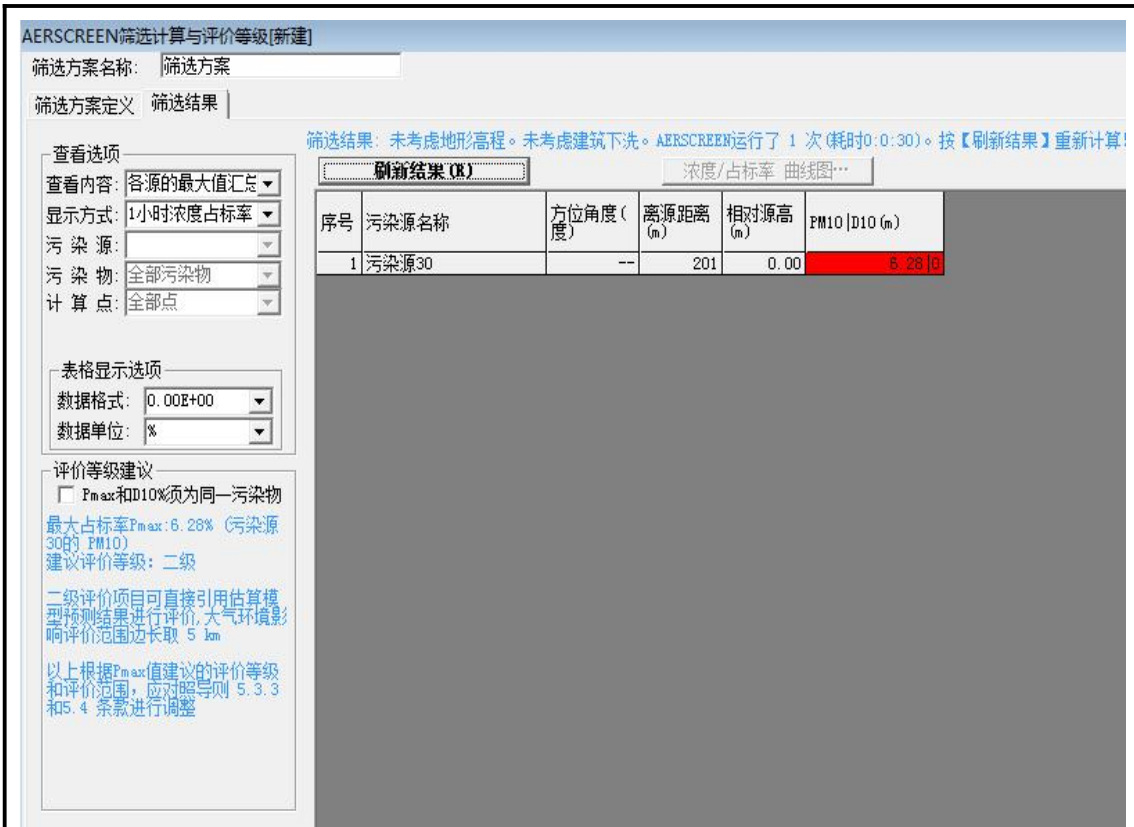 AERSCREEN筛选计算与评价等级[新建]
筛选方案名称: 筛选方案
筛选方案定义 筛选结果
筛选结果: 未考虑地形高程。未考虑建筑下洗。AERSCREEN运行了 1 次(耗时0:0:30)。按【刷新结果】重新计算!
查看选项
查看内容: 各源的最大值汇总
显示方式: 1小时浓度占标率
污 染 源:
污 染 物: 全部污染物
计 算 点: 全部点
刷新结果(R) 浓度/占标率 曲线图…
序号 污染源名称 方位角度(度) 离源距离(m) 相对源高(m) PM10|D10(m)
1 污染源30 -- 201 0.00 6.28|0
表格显示选项
数据格式: 0.00E+00
数据单位: %
评价等级建议
Pmax和D10%须为同一污染物
最大占标率Pmax:6.28% (污染源
30的 PM10)
建议评价等级: 二级
二级评价项目可直接引用估算模
型预测结果进行评价,大气环境影
响评价范围边长取 5 km
以上根据Pmax值建议的评价等级
和评价范围,应对照导则 5.3.3
和5.4 条款进行调整